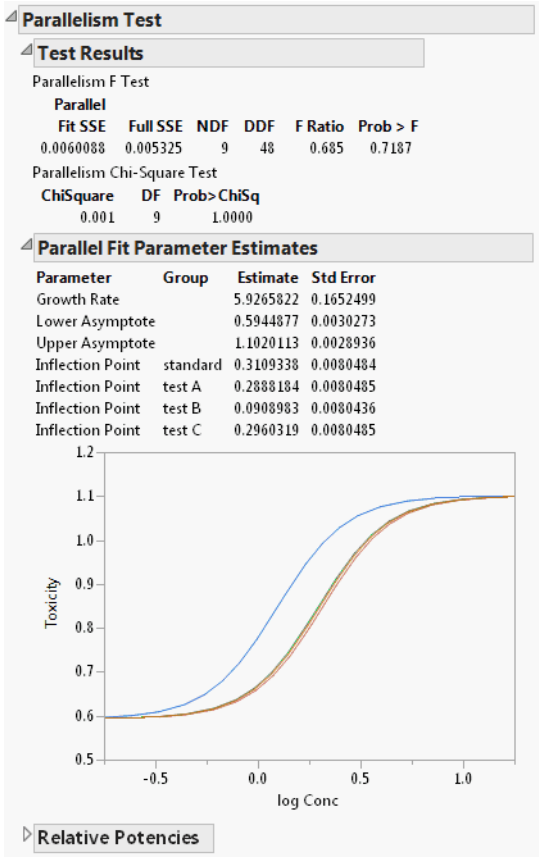 Parallelism Test
Test Results
Parallelism F Test
Parallel
Fit SSE Full SSE NDF DDF F Ratio Prob > F
0.0060088 0.005325 9 48 0.685 0.7187
Parallelism Chi-Square Test
ChiSquare DF Prob>ChiSq
0.001 9 1.0000
Parallel Fit Parameter Estimates
Parameter Group Estimate Std Error
Growth Rate 5.9265822 0.1652499
Lower Asymptote 0.5944877 0.0030273
Upper Asymptote 1.1020113 0.0028936
Inflection Point standard 0.3109338 0.0080484
Inflection Point test A 0.2888184 0.0080485
Inflection Point test B 0.0908983 0.0080436
Inflection Point test C 0.2960319 0.0080485
1.2
1.1
1.0
0.9
0.8
0.7
0.6
0.5
Toxicity
-0.5 0.0 0.5 1.0
log Conc
Relative Potencies